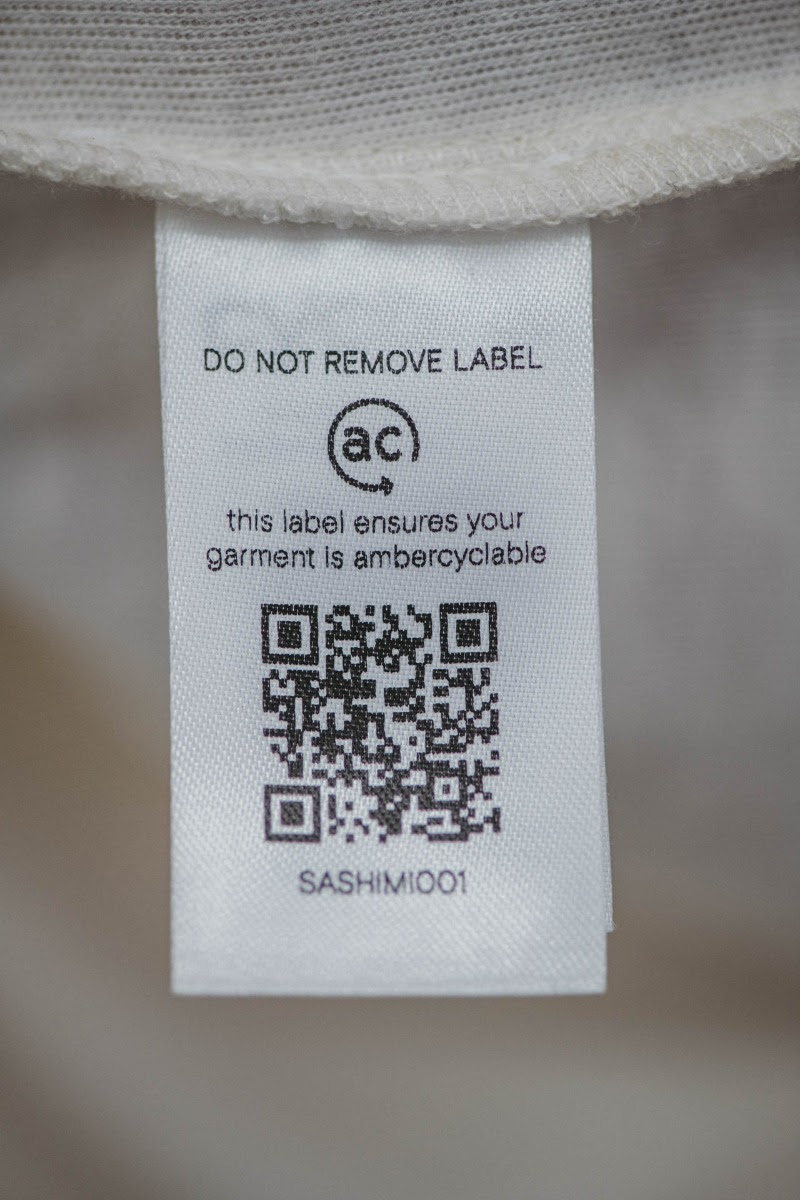 DO NOT REMOVE LABEL
ac
this label ensures your
garment is ambercyclable
SASHIMI001